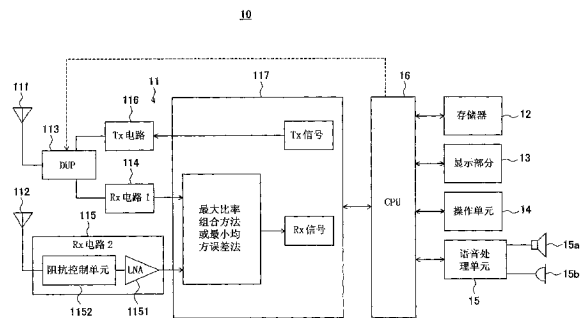 10
11
117
16
111
116
Tx电路
Tx信号
存储器
12
113
DUP
114
Rx电路1
显示部分
13
112
115
Rx电路2
最大比率
组合方法
或最小均
方误差法
Rx信号
CPU
操作单元
14
阻抗控制单元
LNA
语音处
理单元
15a
15b
1152
1151
15